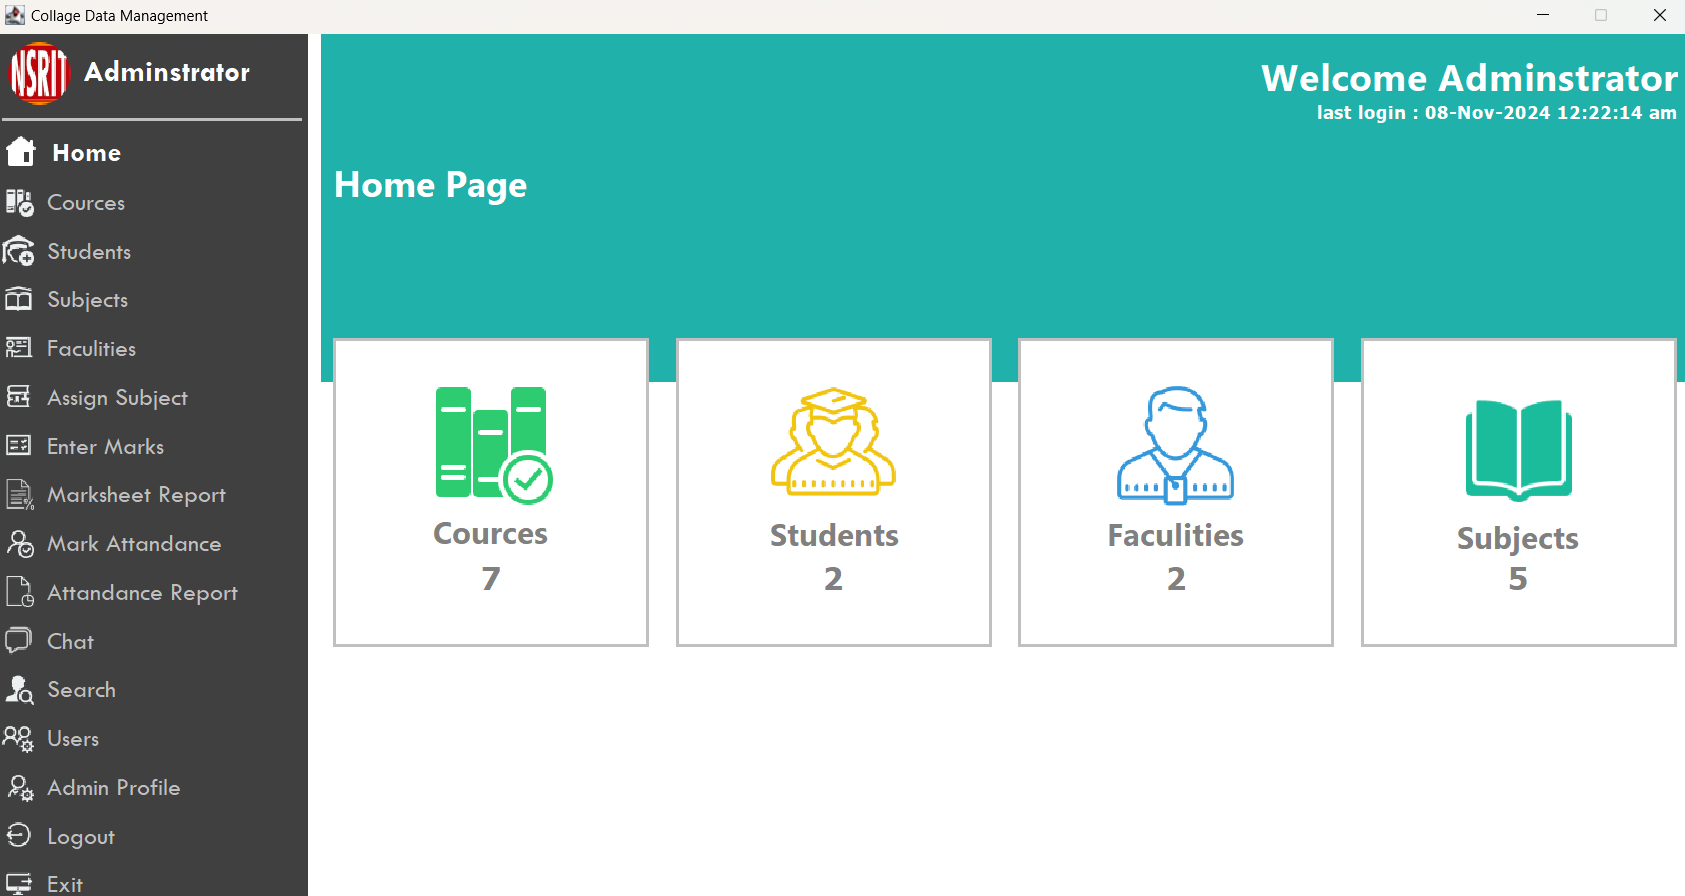 Collage Data Management
NSRIT
Adminstrator
Home
Cources
Students
Subjects
Faculities
Assign Subject
Enter Marks
Marksheet Report
Mark Attandance
Attandance Report
Chat
Search
Users
Admin Profile
Logout
Exit
Welcome Adminstrator
last login : 08-Nov-2024 12:22:14 am
Home Page
Cources
7
Students
2
Faculities
2
Subjects
5